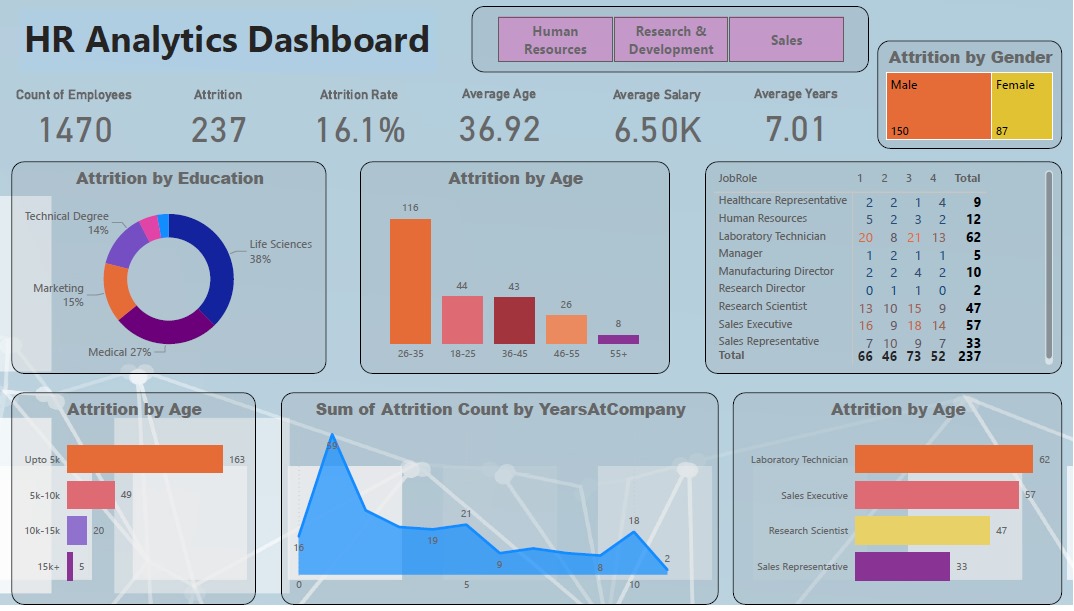 HR Analytics Dashboard
Human
Resources
Research &
Development
Sales
Attrition by Gender
Male
Female
150
87
Count of Employees
Attrition
Attrition Rate
Average Age
Average Salary
Average Years
1470
237
16.1%
36.92
6.50K
7.01
Attrition by Education
Technical Degree
14%
Life Sciences
38%
Marketing
15%
Medical 27%
Attrition by Age
116
44
43
26
8
26-35
18-25
36-45
46-55
55+
JobRole 1 2 3 4 Total
Healthcare Representative 2 2 1 4 9
Human Resources 5 2 3 2 12
Laboratory Technician 20 8 21 13 62
Manager 1 2 1 1 5
Manufacturing Director 2 2 4 2 10
Research Director 0 1 1 0 2
Research Scientist 13 10 15 9 47
Sales Executive 16 9 18 14 57
Sales Representative 7 10 9 7 33
Total 66 46 73 52 237
Attrition by Age
Upto 5k 163
5k-10k 49
10k-15k 20
15k+ 5
Sum of Attrition Count by YearsAtCompany
59
16
19
21
9
8
18
2
0
5
10
Attrition by Age
Laboratory Technician 62
Sales Executive 57
Research Scientist 47
Sales Representative 33